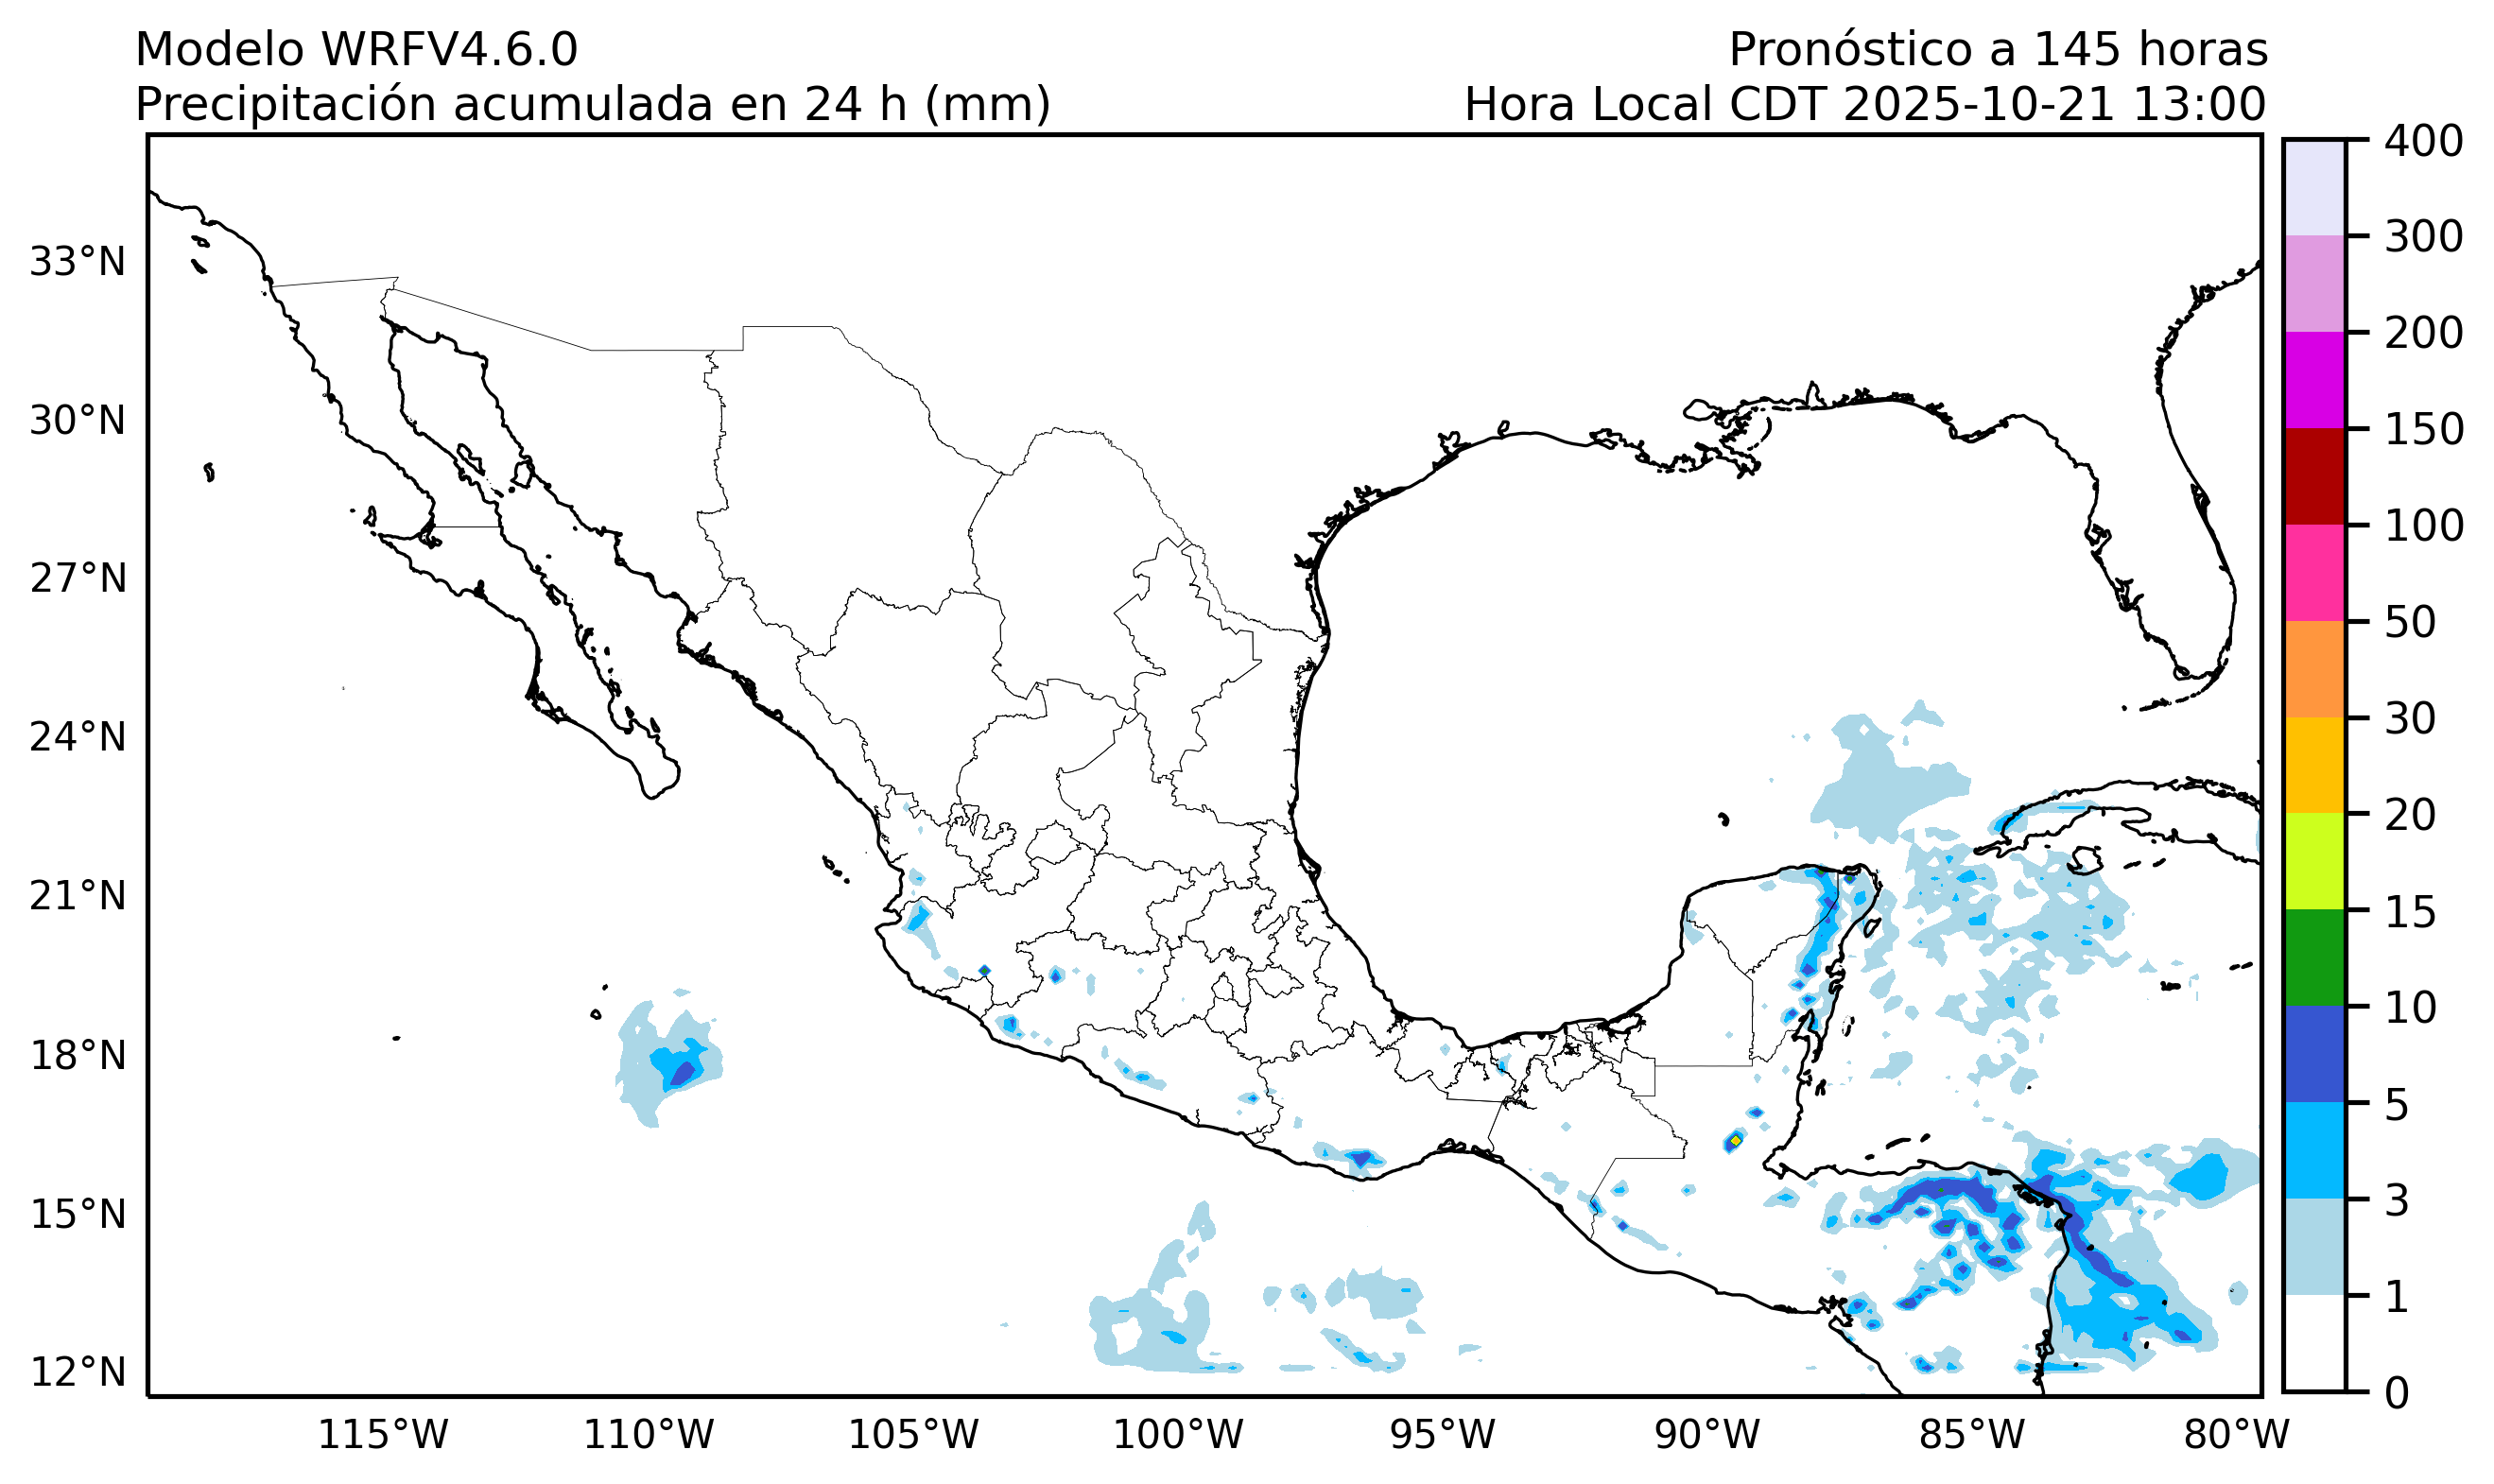 Modelo WRFV4.6.0
Pronóstico a 145 horas
Precipitación acumulada en 24 h (mm)
Hora Local CDT 2025-10-21 13:00
33°N
30°N
27°N
24°N
21°N
18°N
15°N
12°N
115°W
110°W
105°W
100°W
95°W
90°W
85°W
80°W
400
300
200
150
100
50
30
20
15
10
5
3
1
0